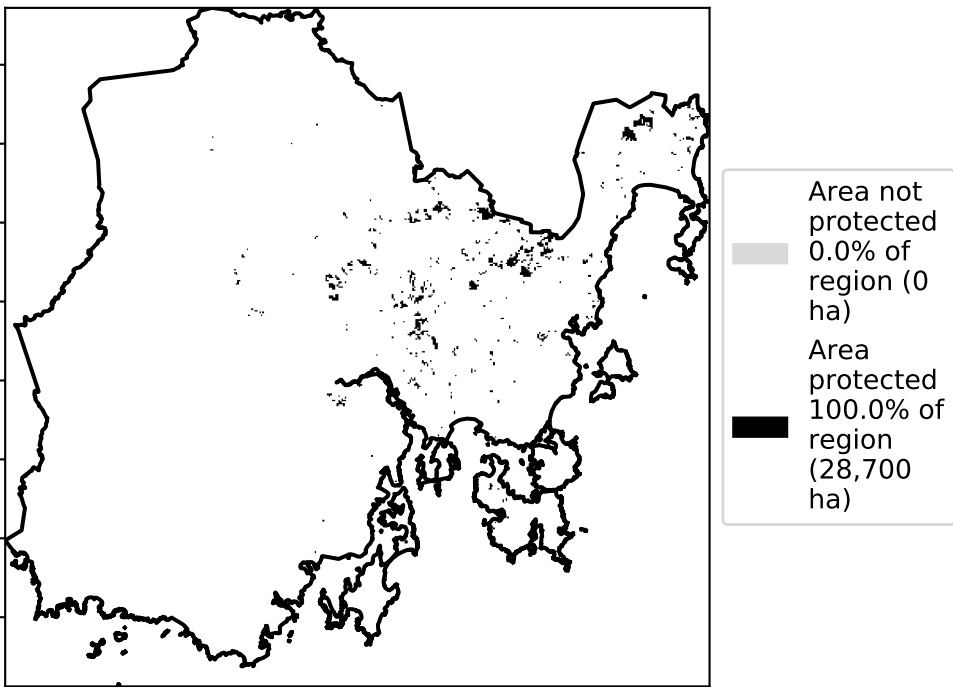 Area not
protected
0.0% of
region (0
ha)
Area
protected
100.0% of
region
(28,700
ha)